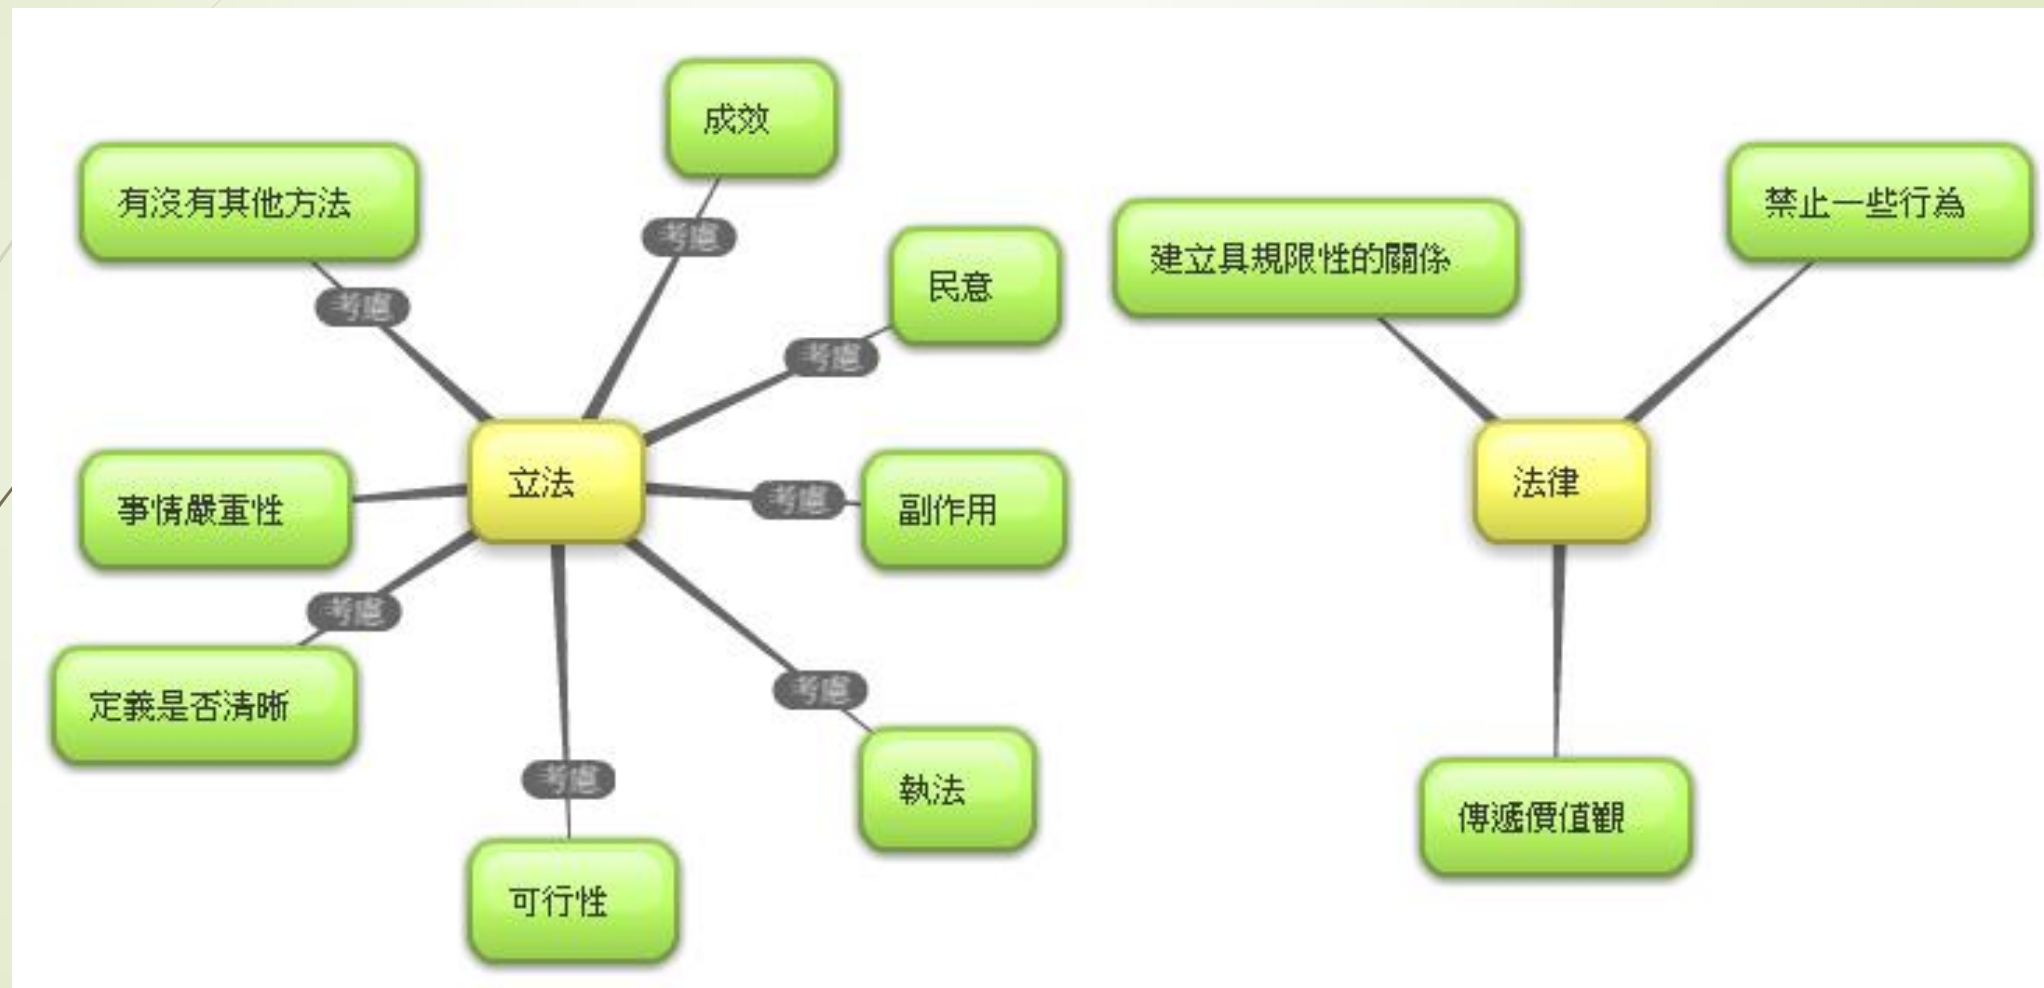 成效
有沒有其他方法
禁止一些行為
考慮
建立具規限性的關係
民意
考慮
考慮
立法
法律
事情嚴重性
考慮
副作用
考慮
定義是否清晰
考慮
考慮
執法
傳遞價值觀
可行性